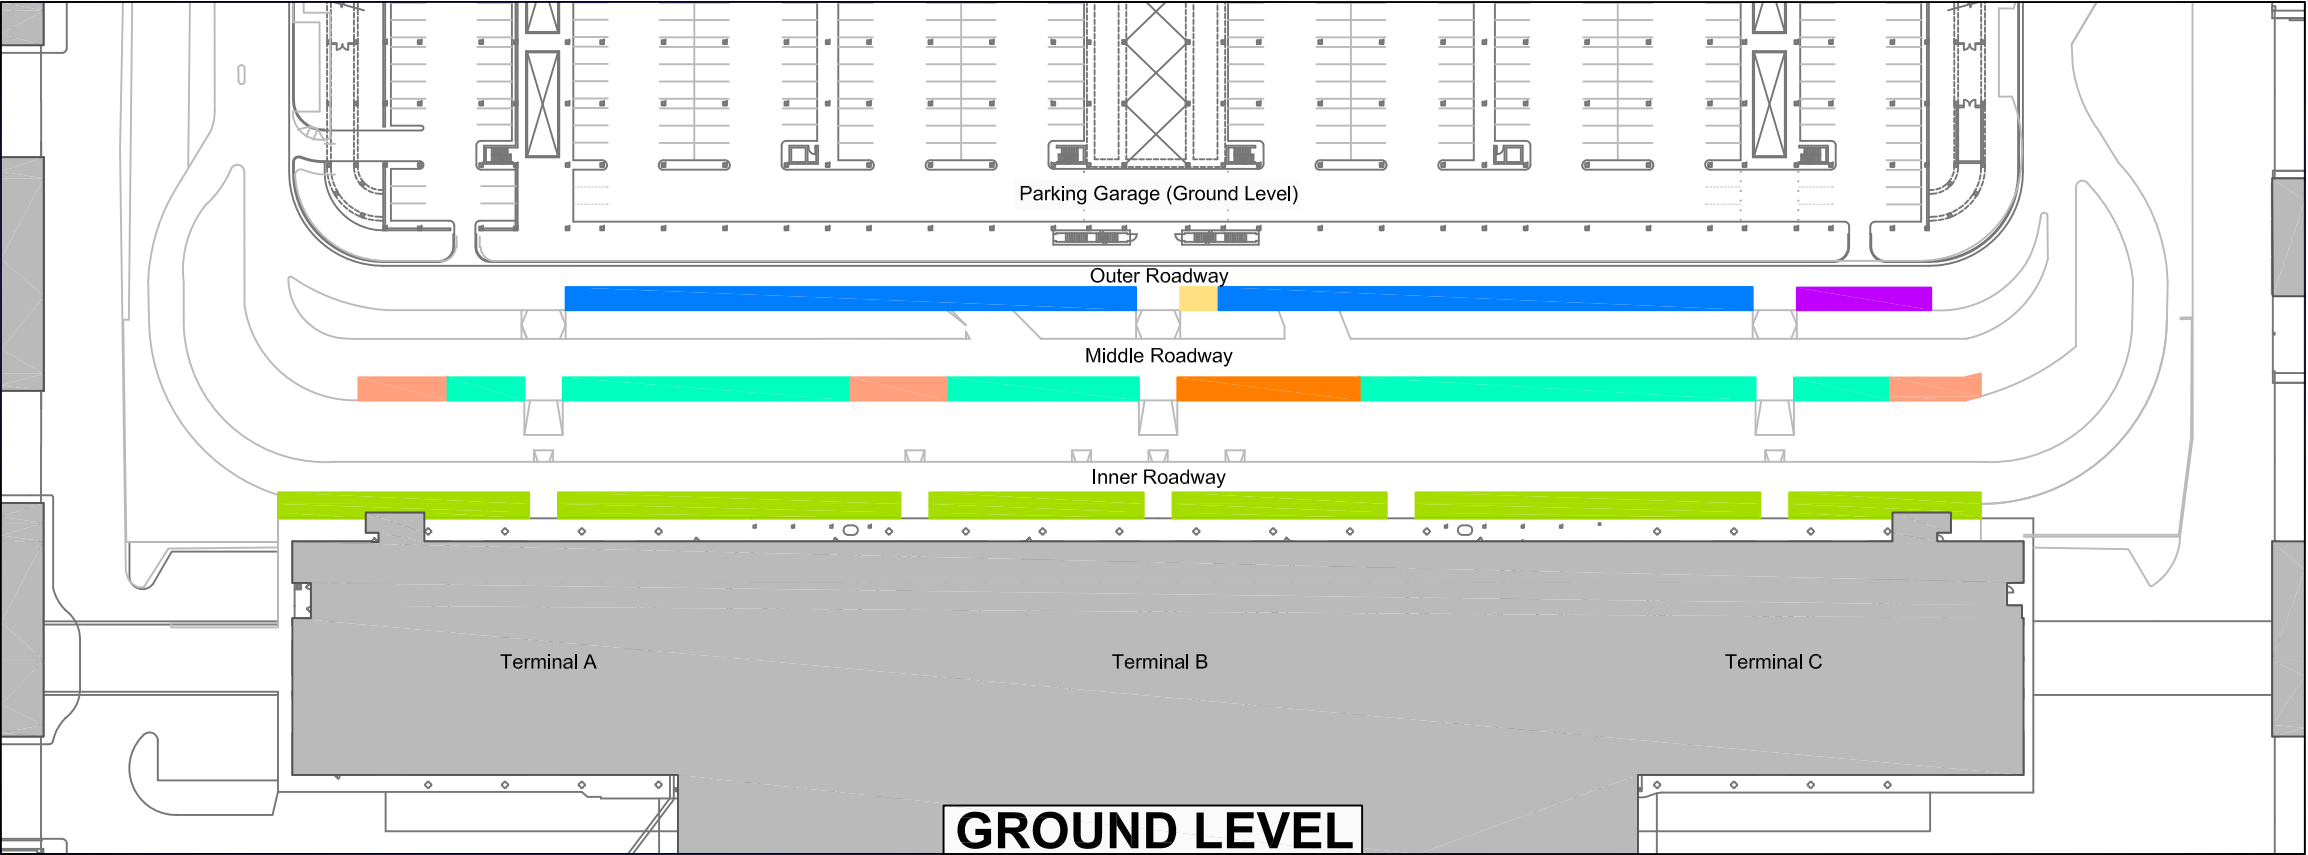 Parking Garage (Ground Level)
Outer Roadway
Middle Roadway
Inner Roadway
Terminal A
Terminal B
Terminal C
GROUND LEVEL